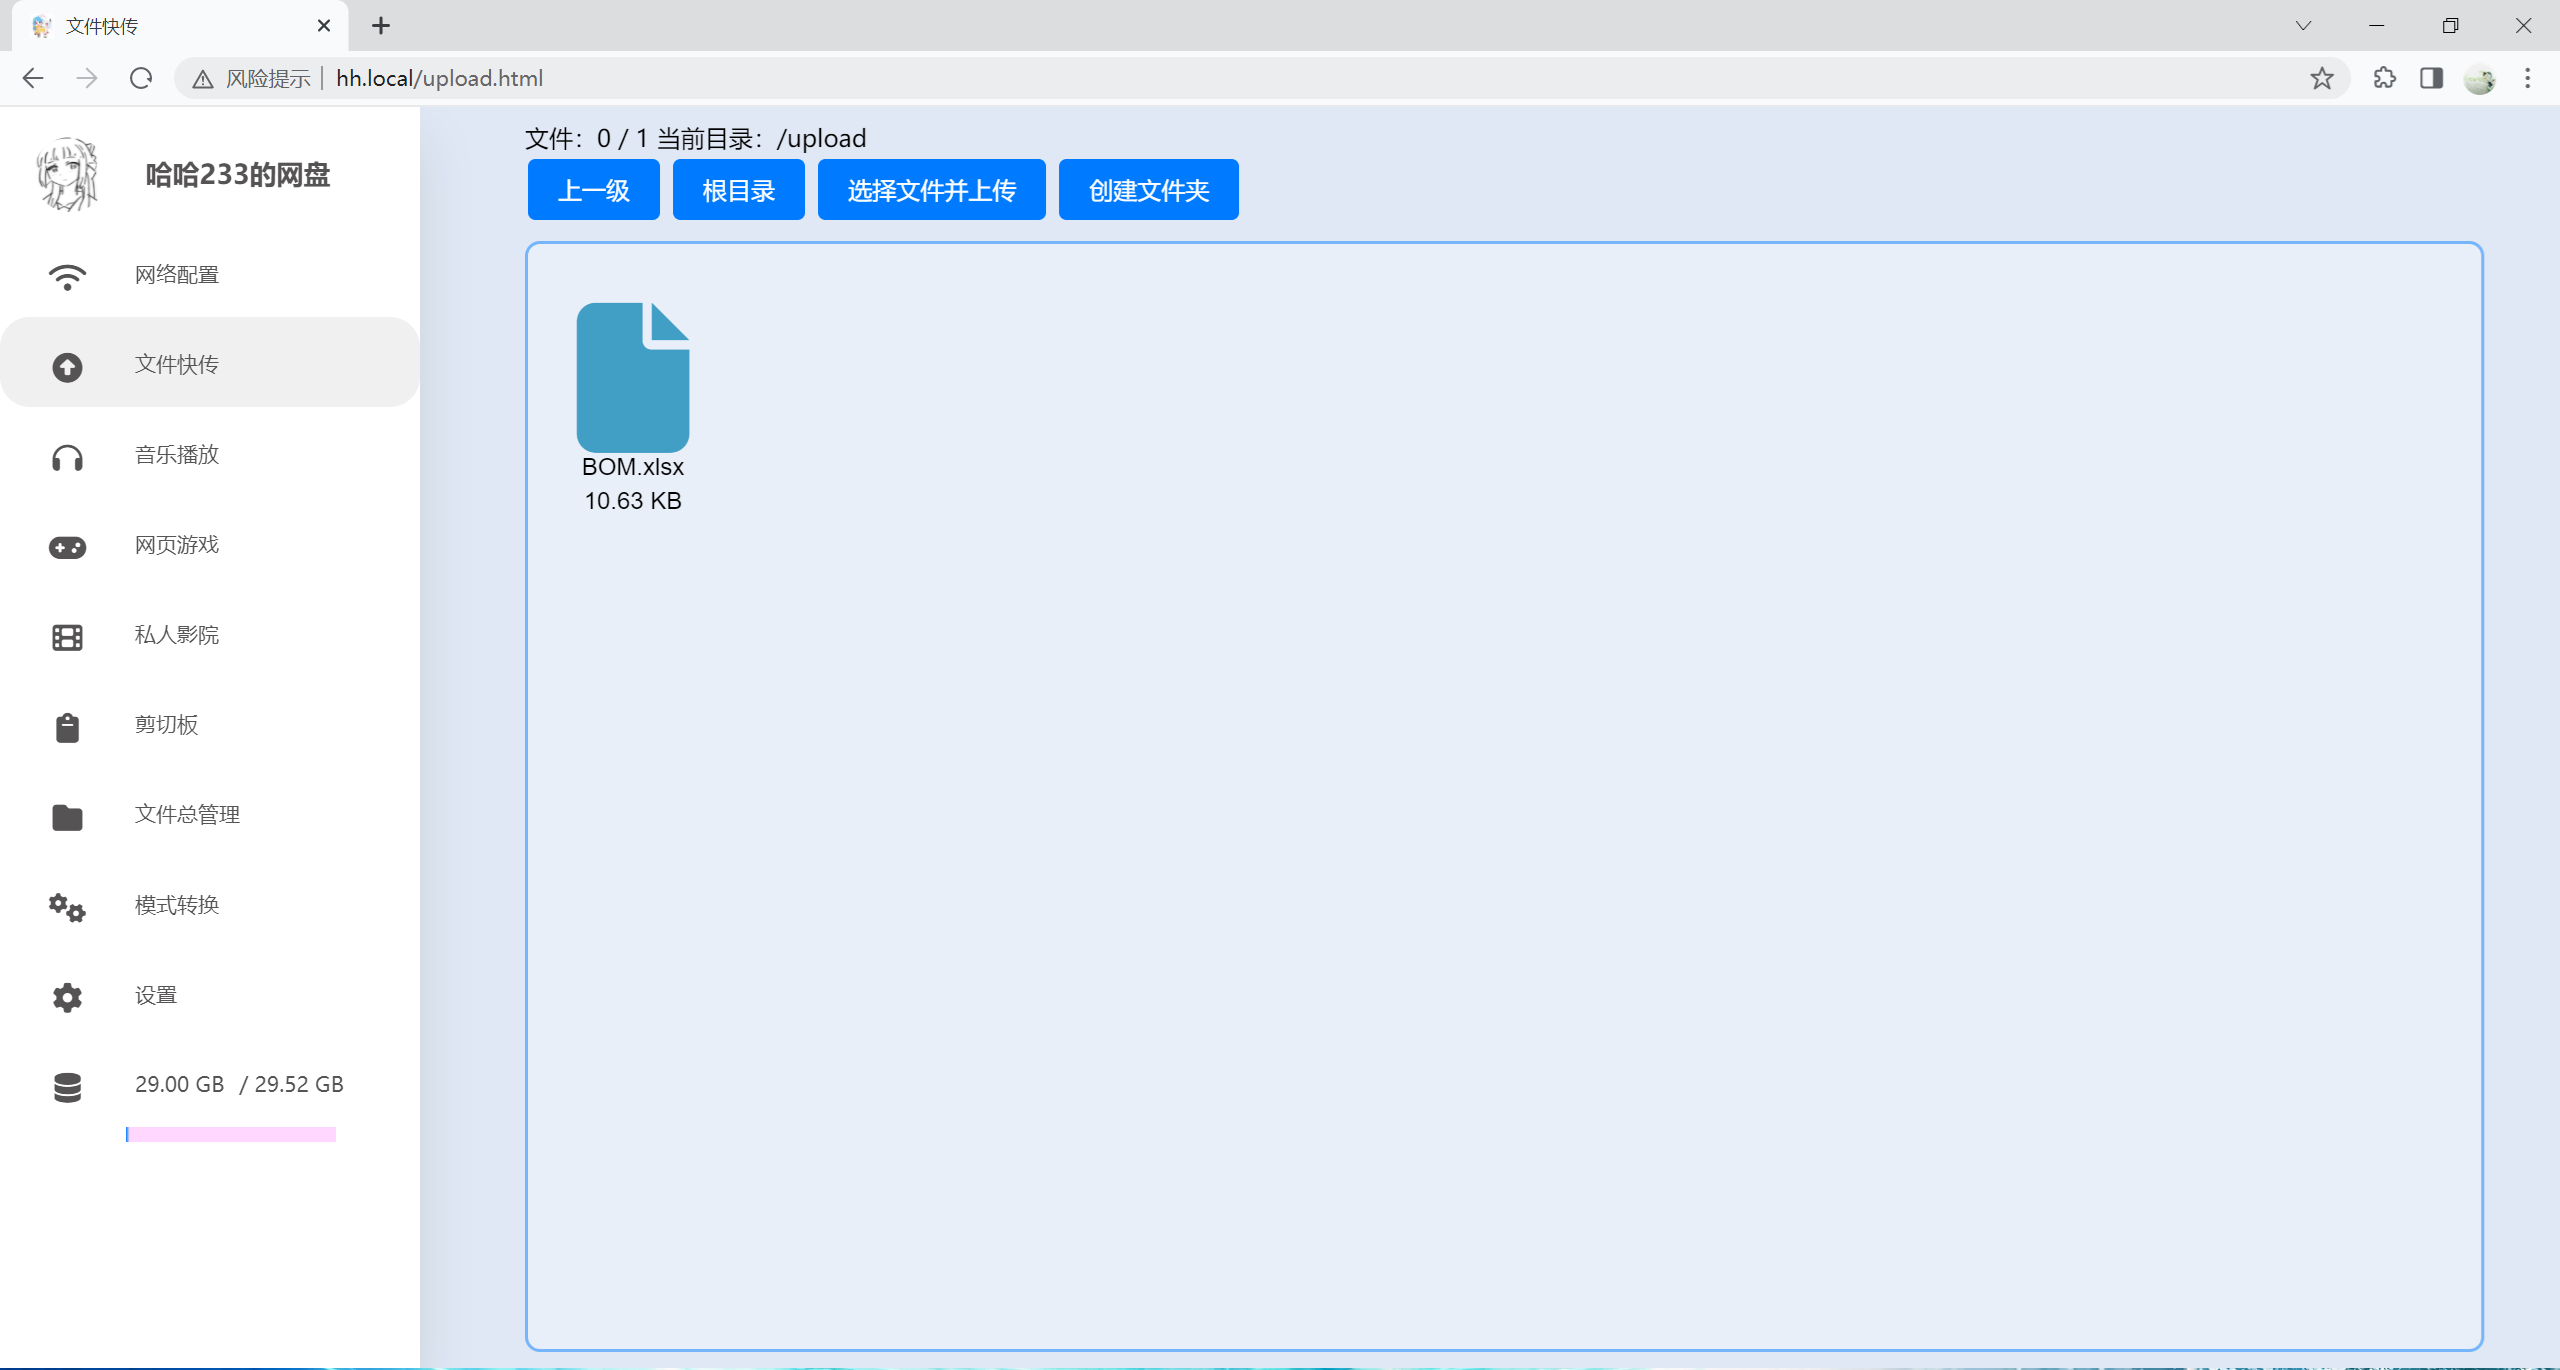 文件快传
风险提示 hh.local/upload.html
哈哈233的网盘
网络配置
文件快传
音乐播放
网页游戏
私人影院
剪切板
文件总管理
模式转换
设置
29.00 GB / 29.52 GB
文件：0 / 1 当前目录：/upload
上一级 根目录 选择文件并上传 创建文件夹
BOM.xlsx
10.63 KB